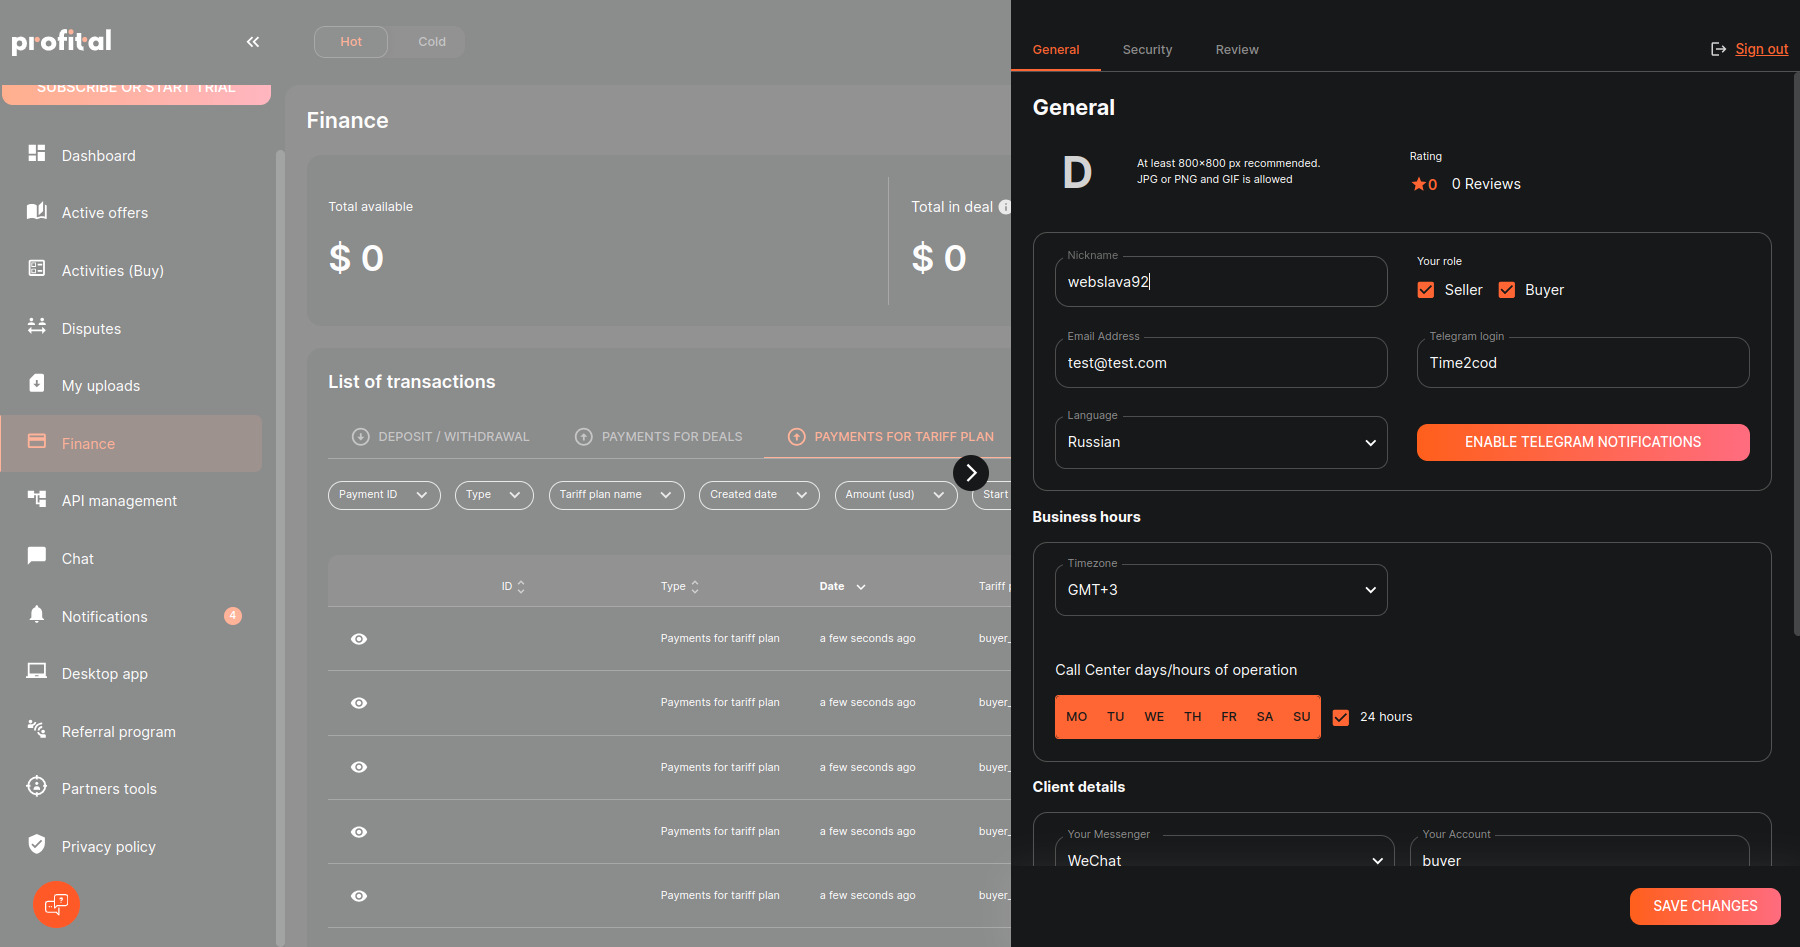 profital
SUBSCRIBE OR START TRIAL
Dashboard
Active offers
Activities (Buy)
Disputes
My uploads
Finance
API management
Chat
Notifications
4
Desktop app
Referral program
Partners tools
Privacy policy
Hot
Cold
Finance
Total available
$ 0
Total in deal
$ 0
List of transactions
DEPOSIT / WITHDRAWAL
PAYMENTS FOR DEALS
PAYMENTS FOR TARIFF PLAN
Payment ID
Type
Tariff plan name
Created date
Amount (usd)
Start
ID
Type
Date
Tariff p
Payments for tariff plan
a few seconds ago
buyer_
Payments for tariff plan
a few seconds ago
buyer_
Payments for tariff plan
a few seconds ago
buyer_
Payments for tariff plan
a few seconds ago
buyer_
Payments for tariff plan
a few seconds ago
buyer_
General
Security
Review
Sign out
General
D
At least 800×800 px recommended.
JPG or PNG and GIF is allowed
Rating
0
0 Reviews
Nickname
webslava92
Your role
Seller
Buyer
Email Address
test@test.com
Telegram login
Time2cod
Language
Russian
ENABLE TELEGRAM NOTIFICATIONS
Business hours
Timezone
GMT+3
Call Center days/hours of operation
MO TU WE TH FR SA SU
24 hours
Client details
Your Messenger
WeChat
Your Account
buyer
SAVE CHANGES